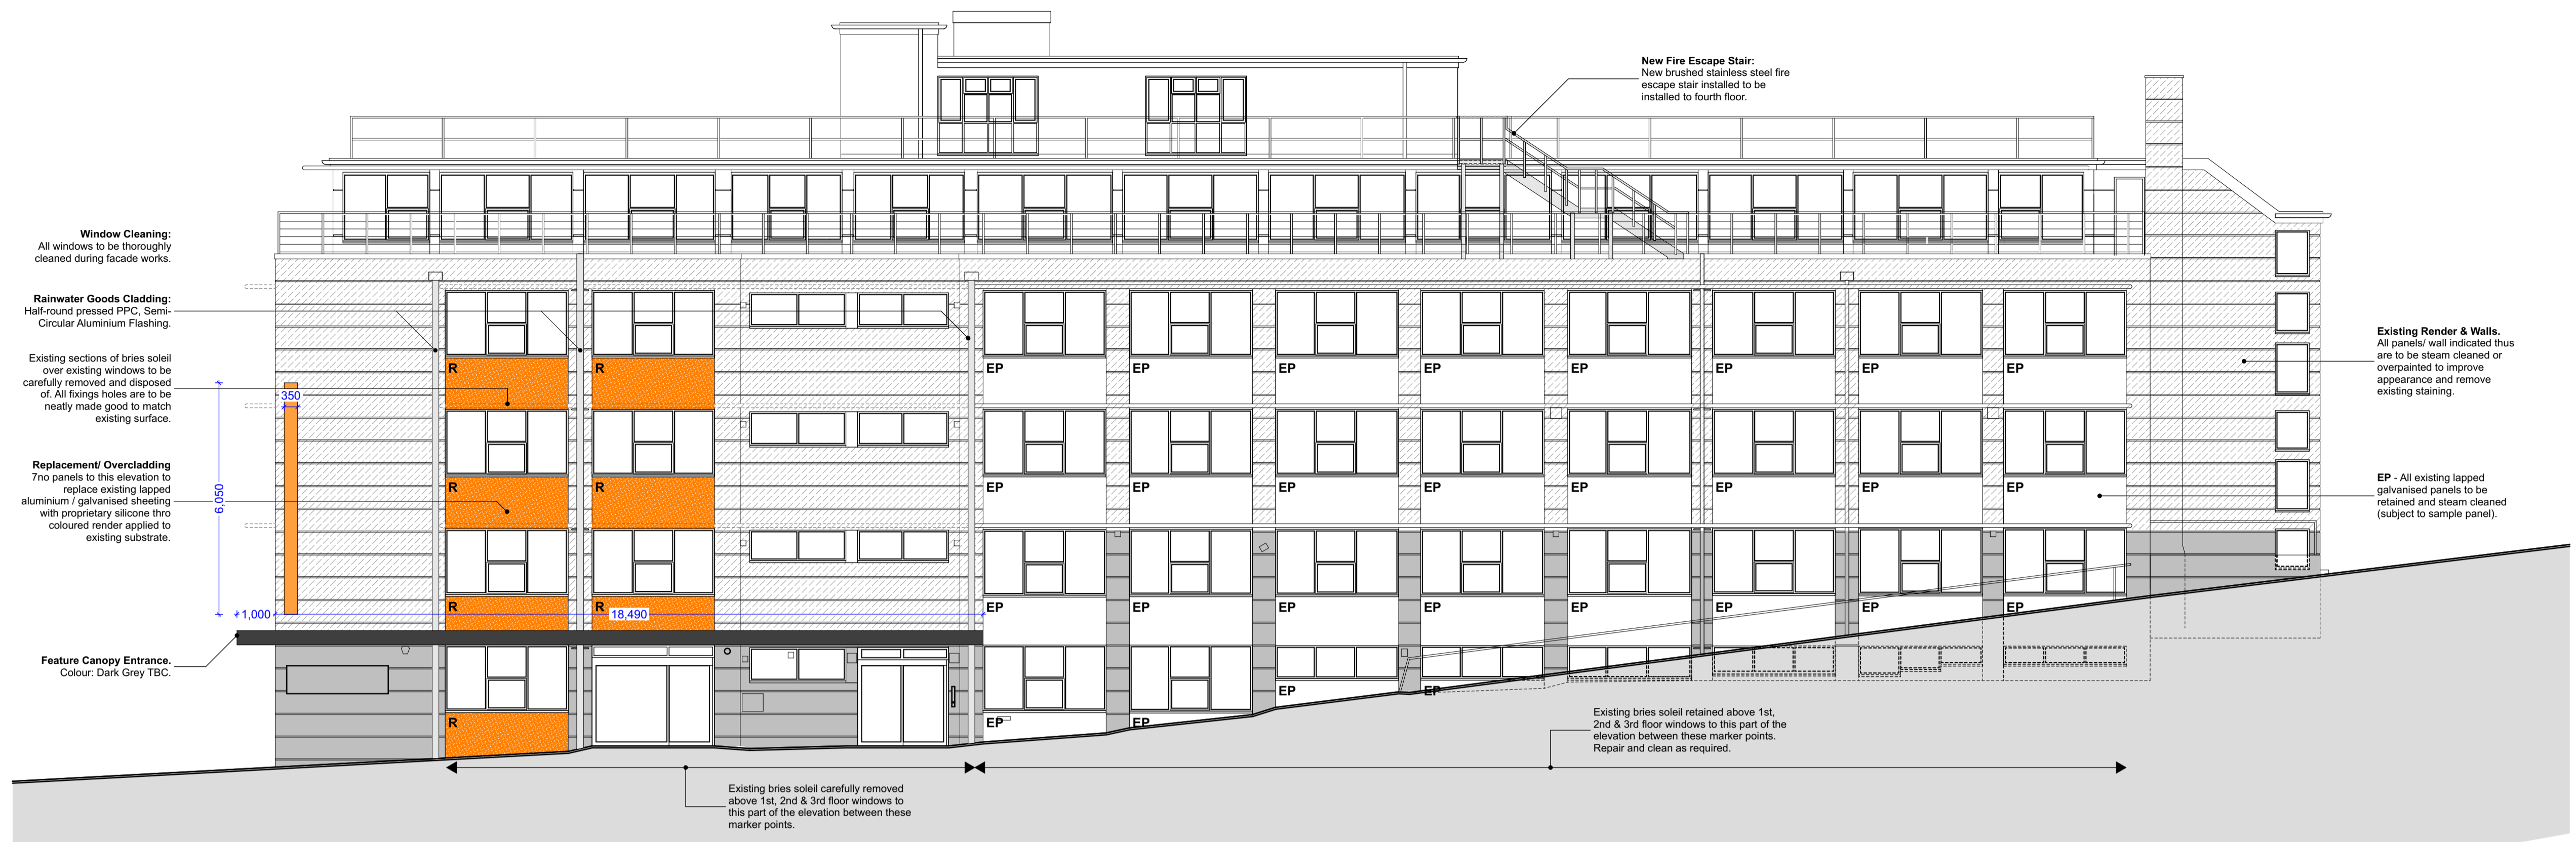 New Fire Escape Stair:
New brushed stainless steel fire
escape stair installed to be
installed to fourth floor.
Window Cleaning:
All windows to be thoroughly
cleaned during facade works.
Rainwater Goods Cladding:
Half-round pressed PPC, Semi-
Circular Aluminium Flashing.
Existing sections of bries soleil
over existing windows to be
carefully removed and disposed
of. All fixings holes are to be
neatly made good to match
existing surface.
Replacement/ Overcladding
7no panels to this elevation to
replace existing lapped
aluminium / galvanised sheeting
with proprietary silicone thro
coloured render applied to
existing substrate.
Feature Canopy Entrance.
Colour: Dark Grey TBC.
350
6,050
1,000
18,490
R R EP EP EP EP EP EP EP EP
R R EP EP EP EP EP EP EP EP
R R EP EP EP EP EP EP EP EP
EP EP
R EP EP
Existing Render & Walls.
All panels/ wall indicated thus
are to be steam cleaned or
overpainted to improve
appearance and remove
existing staining.
EP - All existing lapped
galvanised panels to be
retained and steam cleaned
(subject to sample panel).
Existing bries soleil retained above 1st,
2nd & 3rd floor windows to this part of the
elevation between these marker points.
Repair and clean as required.
Existing bries soleil carefully removed
above 1st, 2nd & 3rd floor windows to
this part of the elevation between these
marker points.